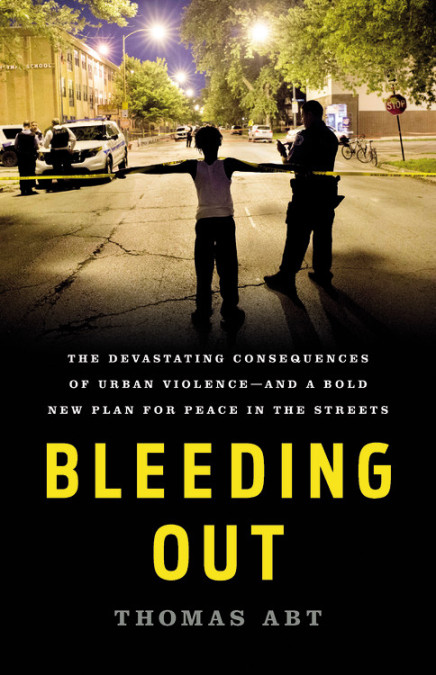 SCHOOL
STOP
THE DEVASTATING CONSEQUENCES
OF URBAN VIOLENCE—AND A BOLD
NEW PLAN FOR PEACE IN THE STREETS
BLEEDING
OUT
THOMAS ABT